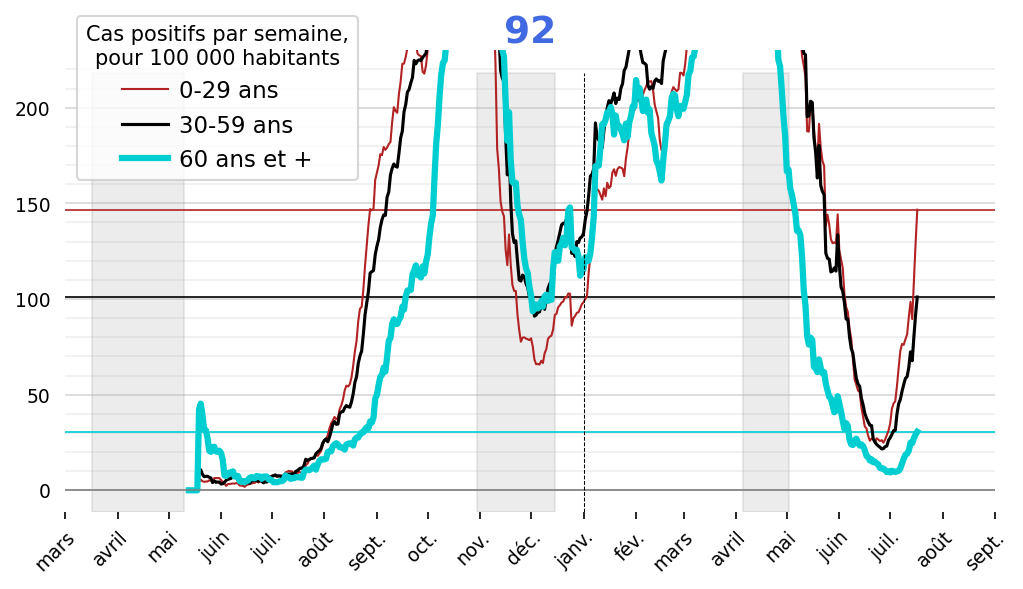 92
Cas positifs par semaine,
pour 100 000 habitants
0-29 ans
30-59 ans
60 ans et +
200
150
100
50
0
mars avril mai juin juil. août sept. oct. nov. déc. janv. fév. mars avril mai juin juil. août sept.